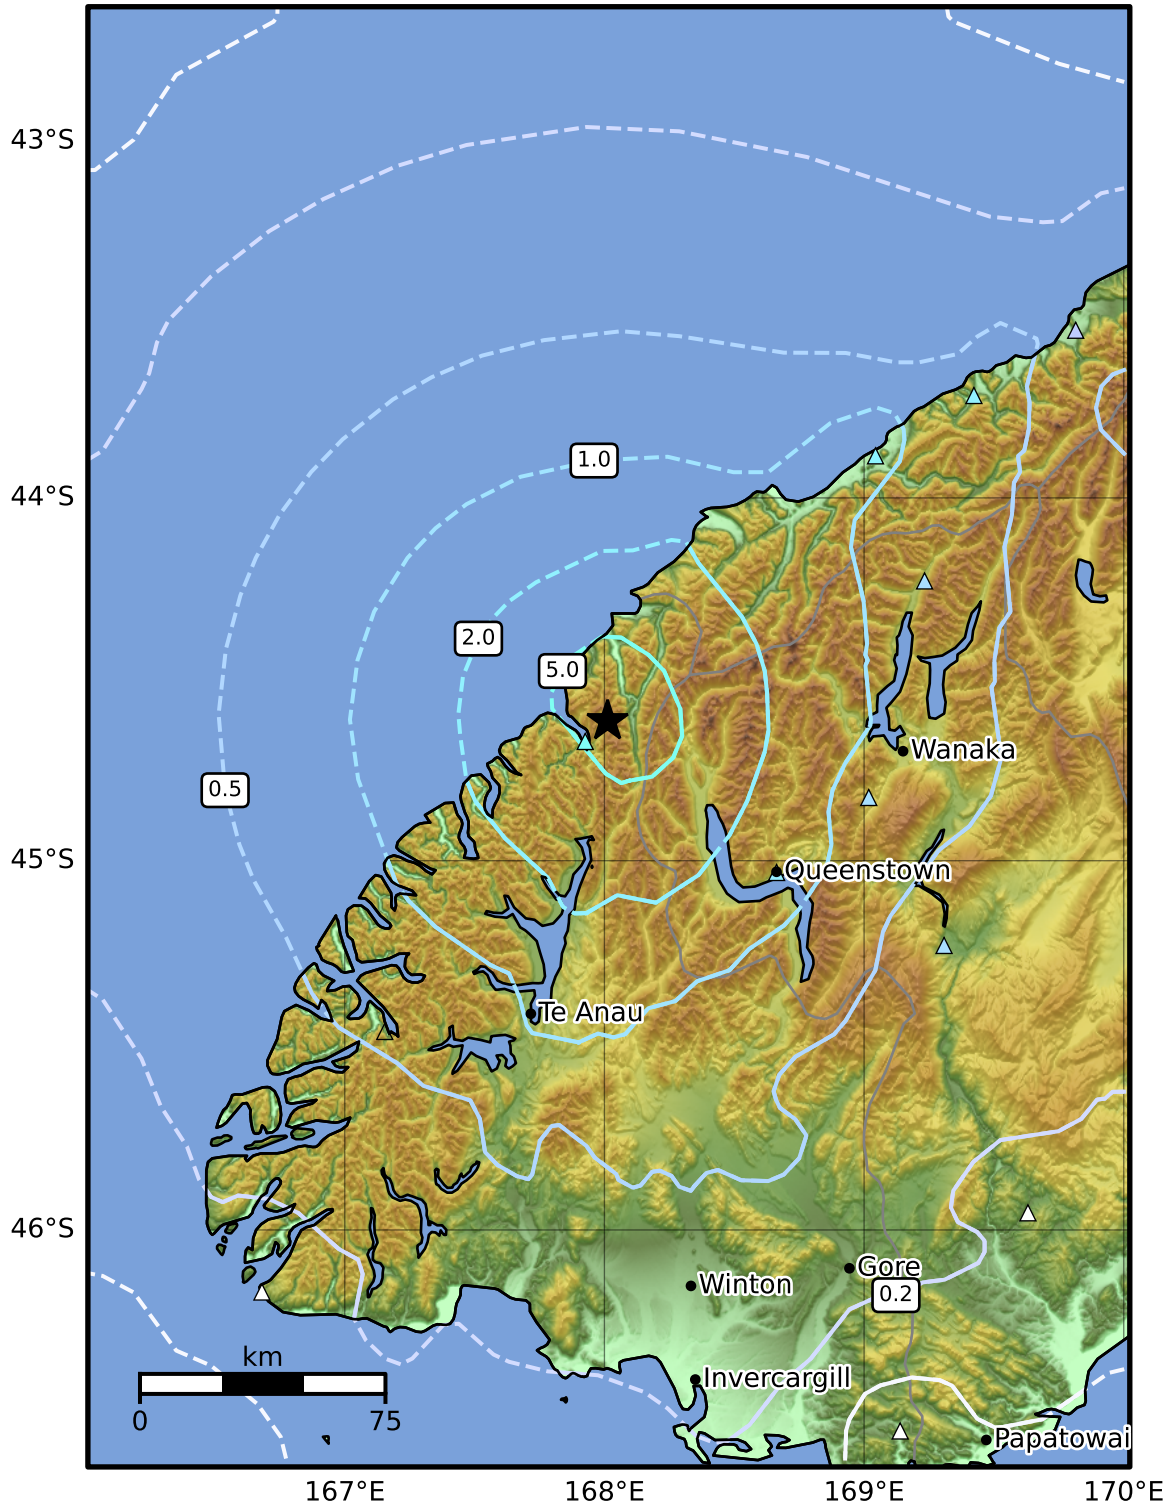 43°S
44°S
1.0
2.0
5.0
Wanaka
0.5
45°S
Queenstown
Te Anau
46°S
Gore
Winton
0.2
km
Invercargill
0
75
Papatowai
167°E
168°E
169°E
170°E